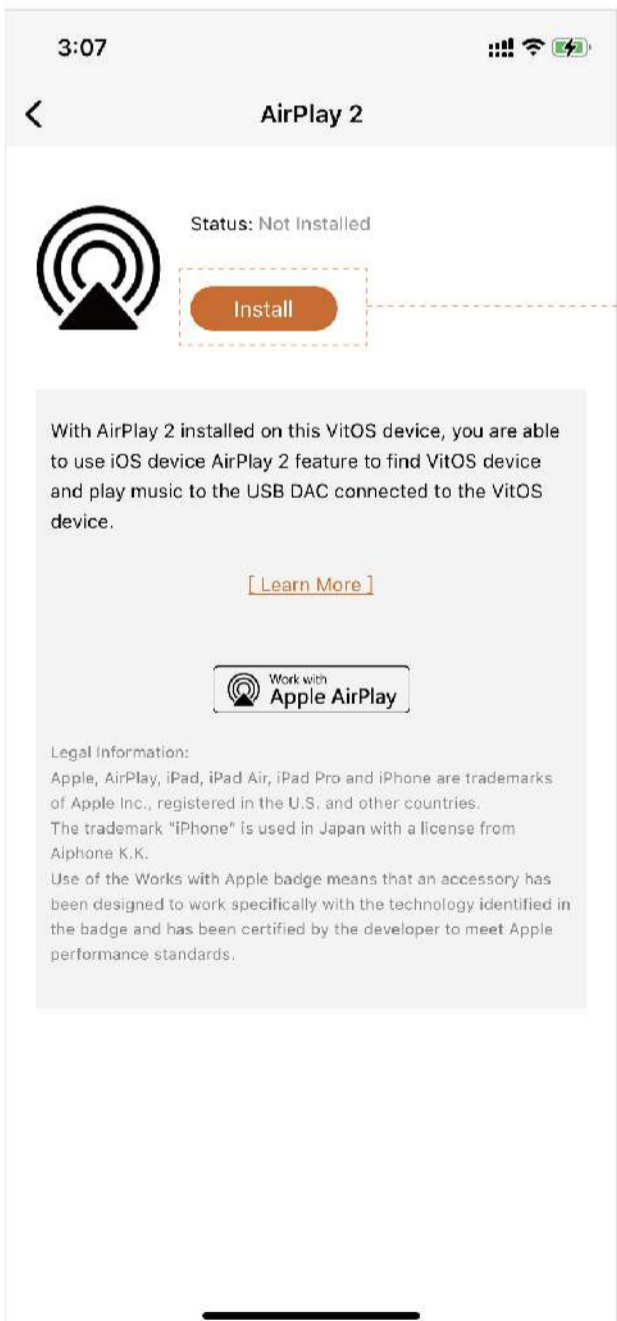 3:07
AirPlay 2
Status: Not Installed
Install
With AirPlay 2 installed on this VitOS device, you are able
to use iOS device AirPlay 2 feature to find VitOS device
and play music to the USB DAC connected to the VitOS
device.
[ Learn More ]
Work with
Apple AirPlay
Legal Information:
Apple, AirPlay, iPad, iPad Air, iPad Pro and iPhone are trademarks
of Apple Inc., registered in the U.S. and other countries.
The trademark "iPhone" is used in Japan with a license from
Aiphone K.K.
Use of the Works with Apple badge means that an accessory has
been designed to work specifically with the technology identified in
the badge and has been certified by the developer to meet Apple
performance standards.